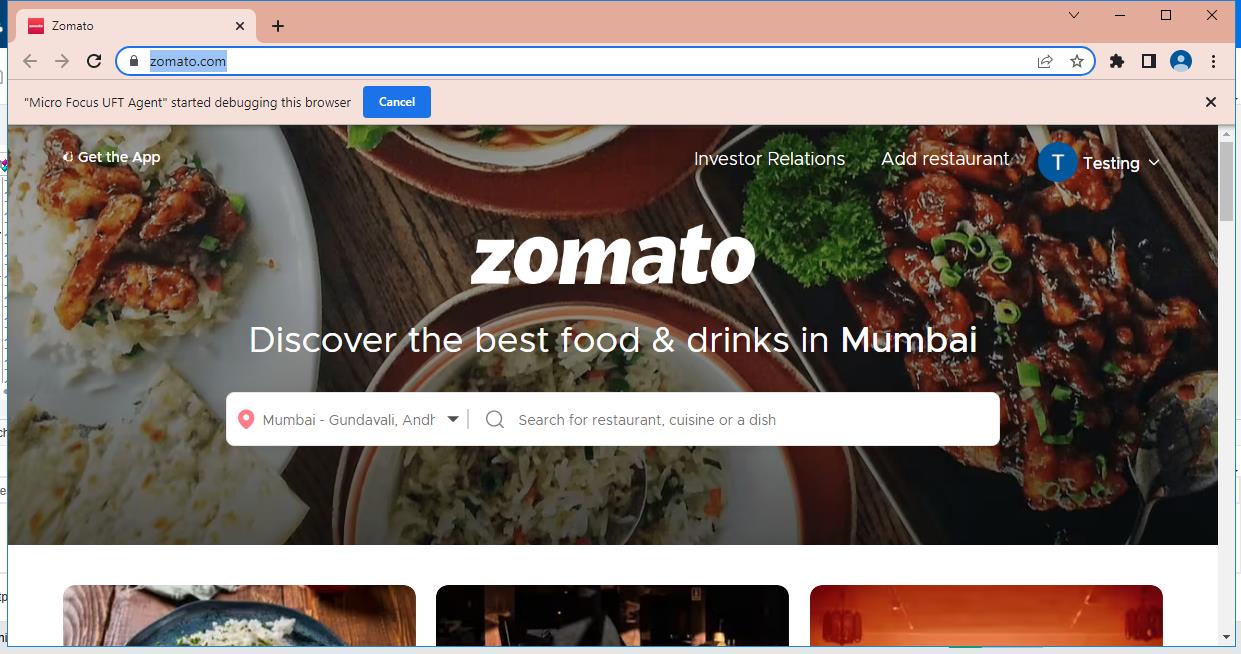 Zomato
zomato.com
"Micro Focus UFT Agent" started debugging this browser Cancel
Get the App Investor Relations Add restaurant T Testing
zomato
Discover the best food & drinks in Mumbai
Mumbai - Gundavali, Andh Search for restaurant, cuisine or a dish